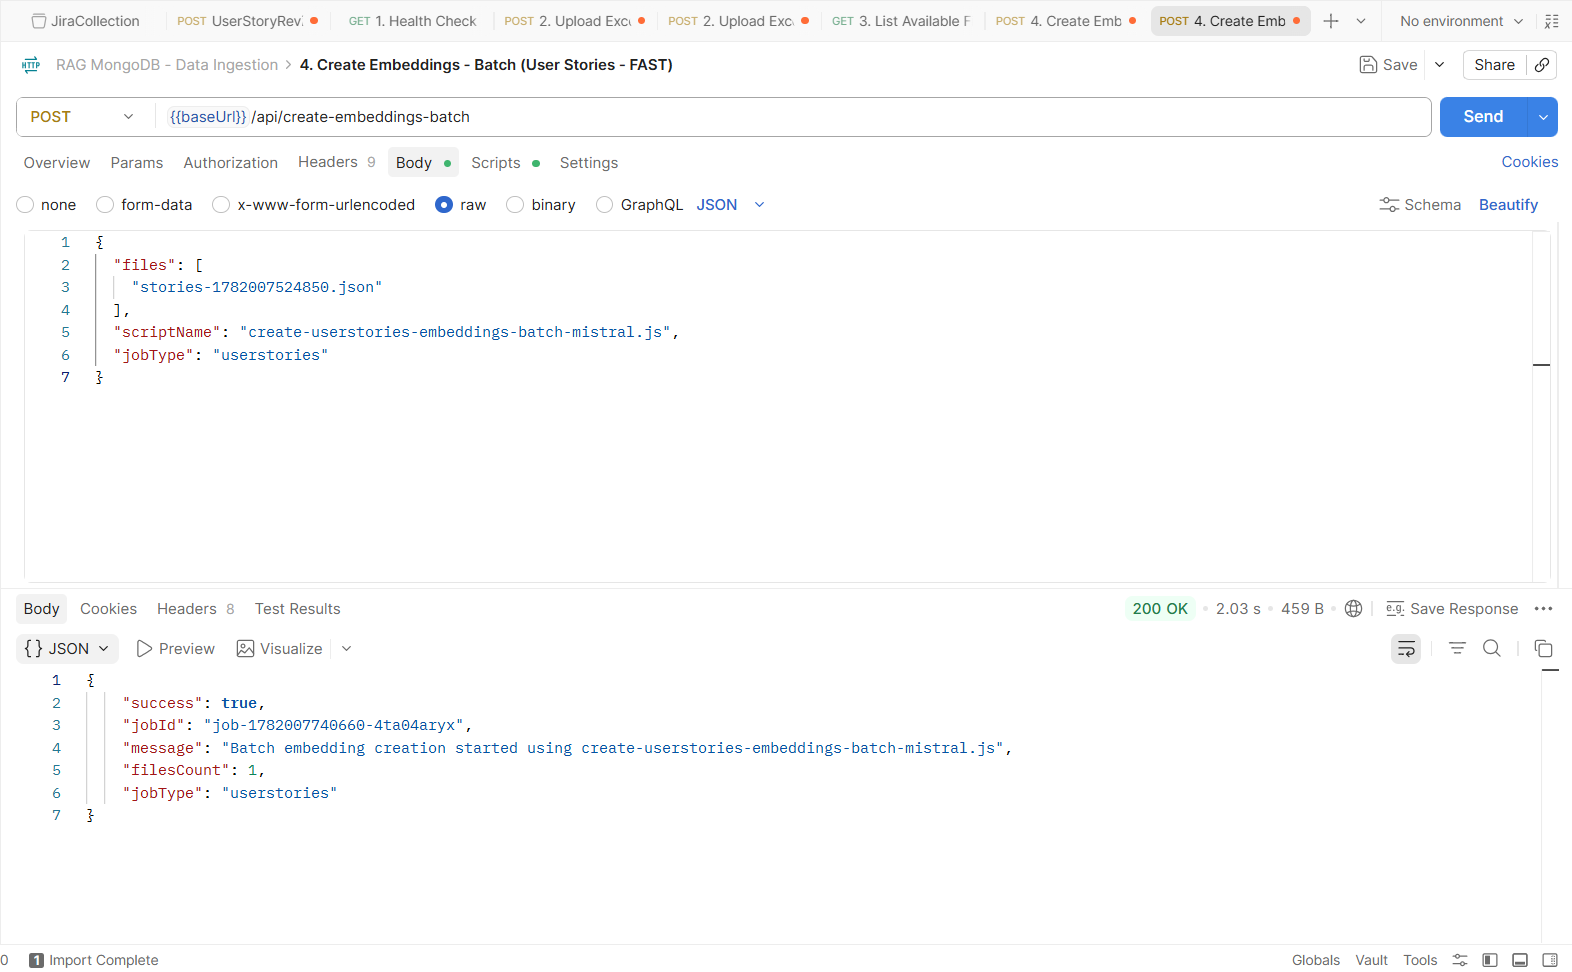 JiraCollection POST UserStoryRev GET 1. Health Check POST 2. Upload Exc POST 2. Upload Exc GET 3. List Available F POST 4. Create Emb POST 4. Create Emb No environment
HTTP RAG MongoDB - Data Ingestion > 4. Create Embeddings - Batch (User Stories - FAST) Save Share
POST {{baseUrl}} /api/create-embeddings-batch Send
Overview Params Authorization Headers 9 Body Scripts Settings Cookies
none form-data x-www-form-urlencoded raw binary GraphQL JSON Schema Beautify
1 {
2 "files": [
3 "stories-1782007524850.json"
4 ],
5 "scriptName": "create-userstories-embeddings-batch-mistral.js",
6 "jobType": "userstories"
7 }
Body Cookies Headers 8 Test Results 200 OK 2.03 s 459 B e.g. Save Response
{} JSON Preview Visualize
1 {
2 "success": true,
3 "jobId": "job-1782007740660-4ta04aryx",
4 "message": "Batch embedding creation started using create-userstories-embeddings-batch-mistral.js",
5 "filesCount": 1,
6 "jobType": "userstories"
7 }
0 1 Import Complete Globals Vault Tools